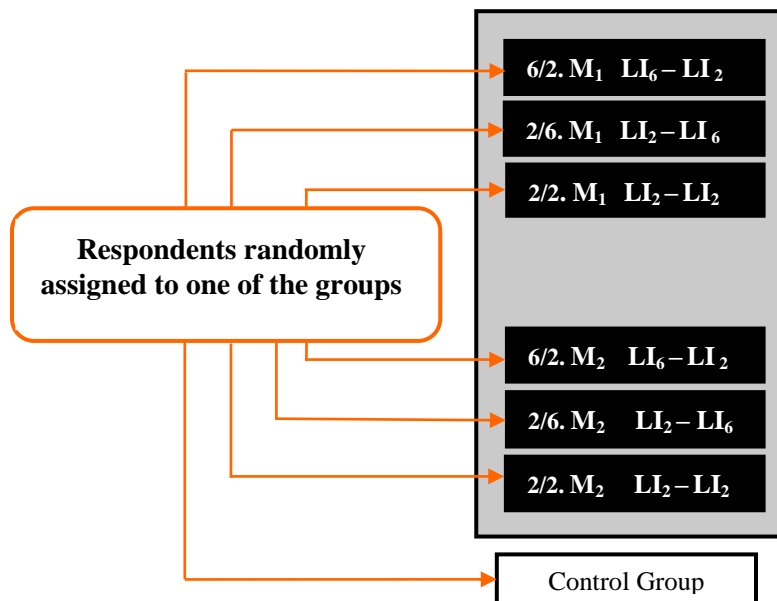 6/2. M₁ LI₆ – LI₂
2/6. M₁ LI₂ – LI₆
2/2. M₁ LI₂ – LI₂
Respondents randomly
assigned to one of the groups
6/2. M₂ LI₆ – LI₂
2/6. M₂ LI₂ – LI₆
2/2. M₂ LI₂ – LI₂
Control Group